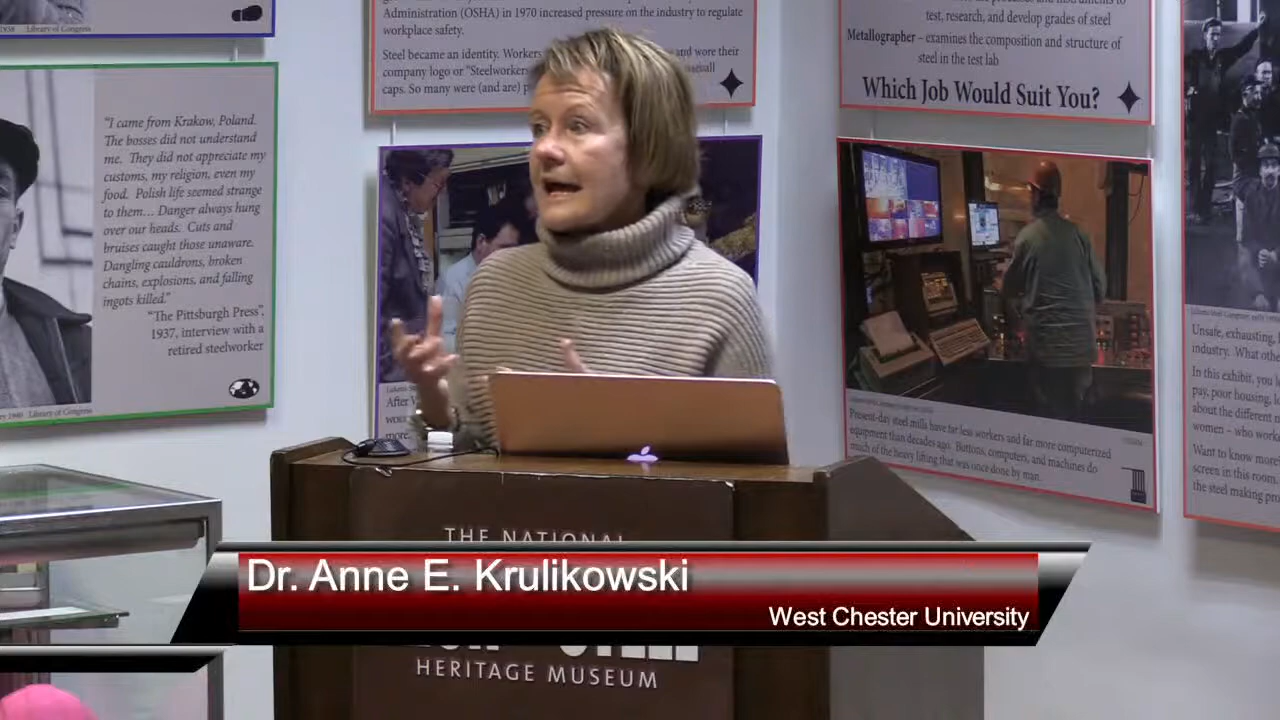 1938 Library of Congress
"I came from Krakow, Poland.
The bosses did not understand
me. They did not appreciate my
customs, my religion, even my
food. Polish life seemed strange
to them... Danger always hung
over our heads. Cuts and
bruises caught those unaware.
Dangling cauldrons, broken
chains, explosions, and falling
ingots killed."
"The Pittsburgh Press",
1937, interview with a
retired steelworker
1940 Library of Congress
Administration (OSHA) in 1970 increased pressure on the industry to regulate
workplace safety.
Steel became an identity. Workers and wore their
company logo or "Steelworkers
caps. So many were (and are)
After
more.
test, research, and develop grades of steel
Metallographer – examines the composition and structure of
steel in the test lab
Which Job Would Suit You?
Present-day steel mills have far less workers and far more computerized
equipment than decades ago. Buttons, computers, and machines do
much of the heavy lifting that was once done by man.
Unsafe, exhausting,
industry. What
In this exhibit, you
pay, poor housing,
about the different
women – who
Want to know more
screen in this room.
the steel making
THE NATIONAL
Dr. Anne E. Krulikowski
West Chester University
HERITAGE MUSEUM